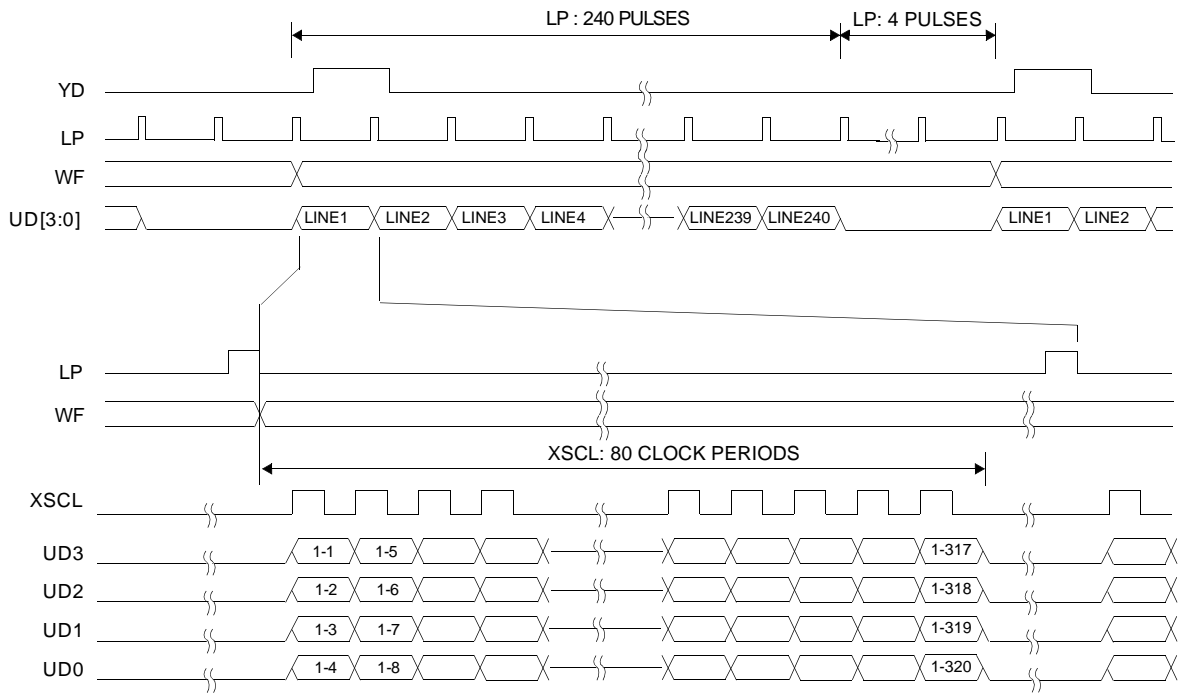 LP : 240 PULSES LP: 4 PULSES
YD
LP
WF
UD[3:0] LINE1 LINE2 LINE3 LINE4 LINE239 LINE240 LINE1 LINE2
LP
WF
XSCL: 80 CLOCK PERIODS
XSCL
UD3 1-1 1-5 1-317
UD2 1-2 1-6 1-318
UD1 1-3 1-7 1-319
UD0 1-4 1-8 1-320